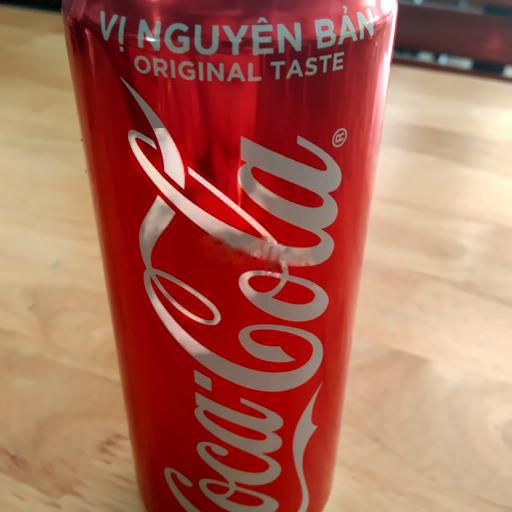 VỊ NGUYÊN BẢN
ORIGINAL TASTE
Coca-Cola®